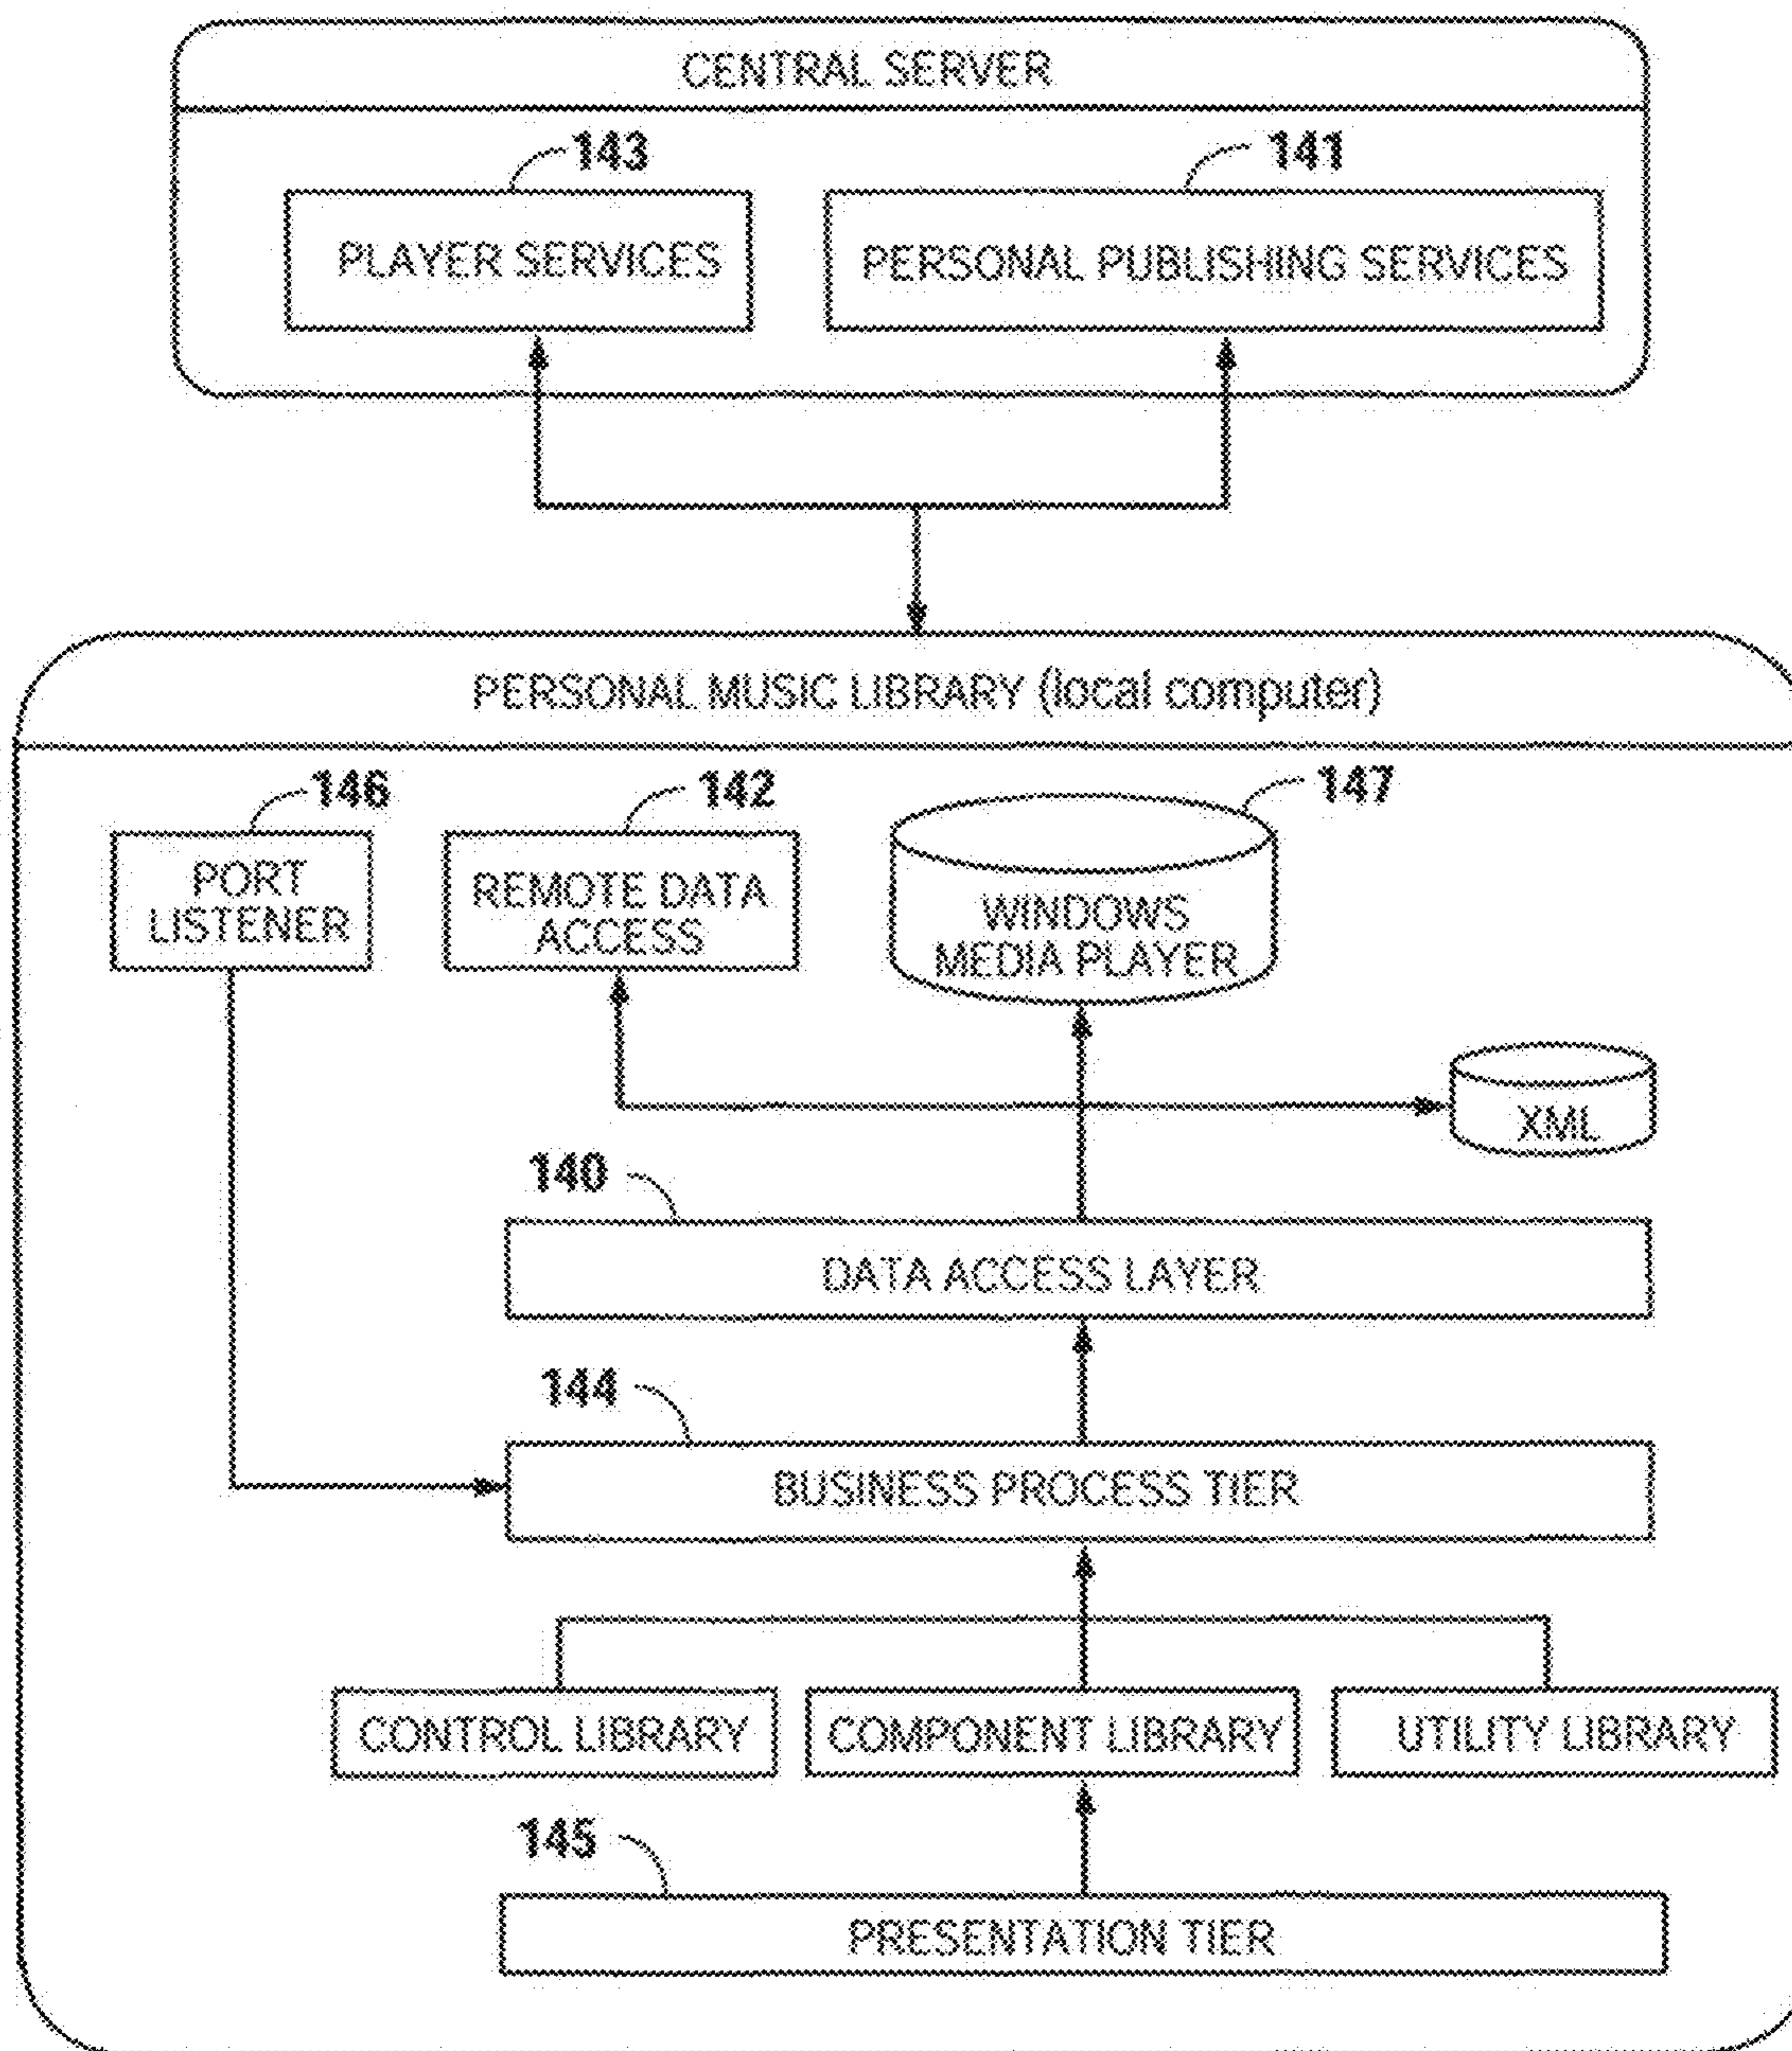 CENTRAL SERVER
143
141
PLAYER SERVICES
PERSONAL PUBLISHING SERVICES
PERSONAL MUSIC LIBRARY (local computer)
146
142
147
PORT
LISTENER
REMOTE DATA
ACCESS
WINDOWS
MEDIA PLAYER
XML
140
DATA ACCESS LAYER
144
BUSINESS PROCESS TIER
CONTROL LIBRARY
COMPONENT LIBRARY
UTILITY LIBRARY
145
PRESENTATION TIER